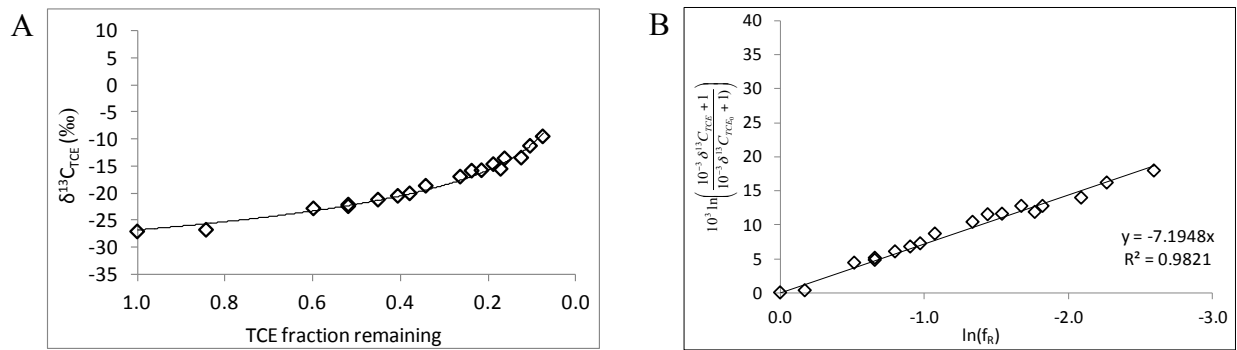 A
10
5
0
-5
-10
-15
-20
-25
-30
-35
δ¹³C_TCE (‰)
1.0 0.8 0.6 0.4 0.2 0.0
TCE fraction remaining
B
40
35
30
25
20
15
10
5
0
10³ ln((10⁻³ δ¹³C_TCE + 1)/(10⁻³ δ¹³C_TCE₀ + 1))
y = -7.1948x
R² = 0.9821
0.0 -1.0 -2.0 -3.0
ln(f_R)